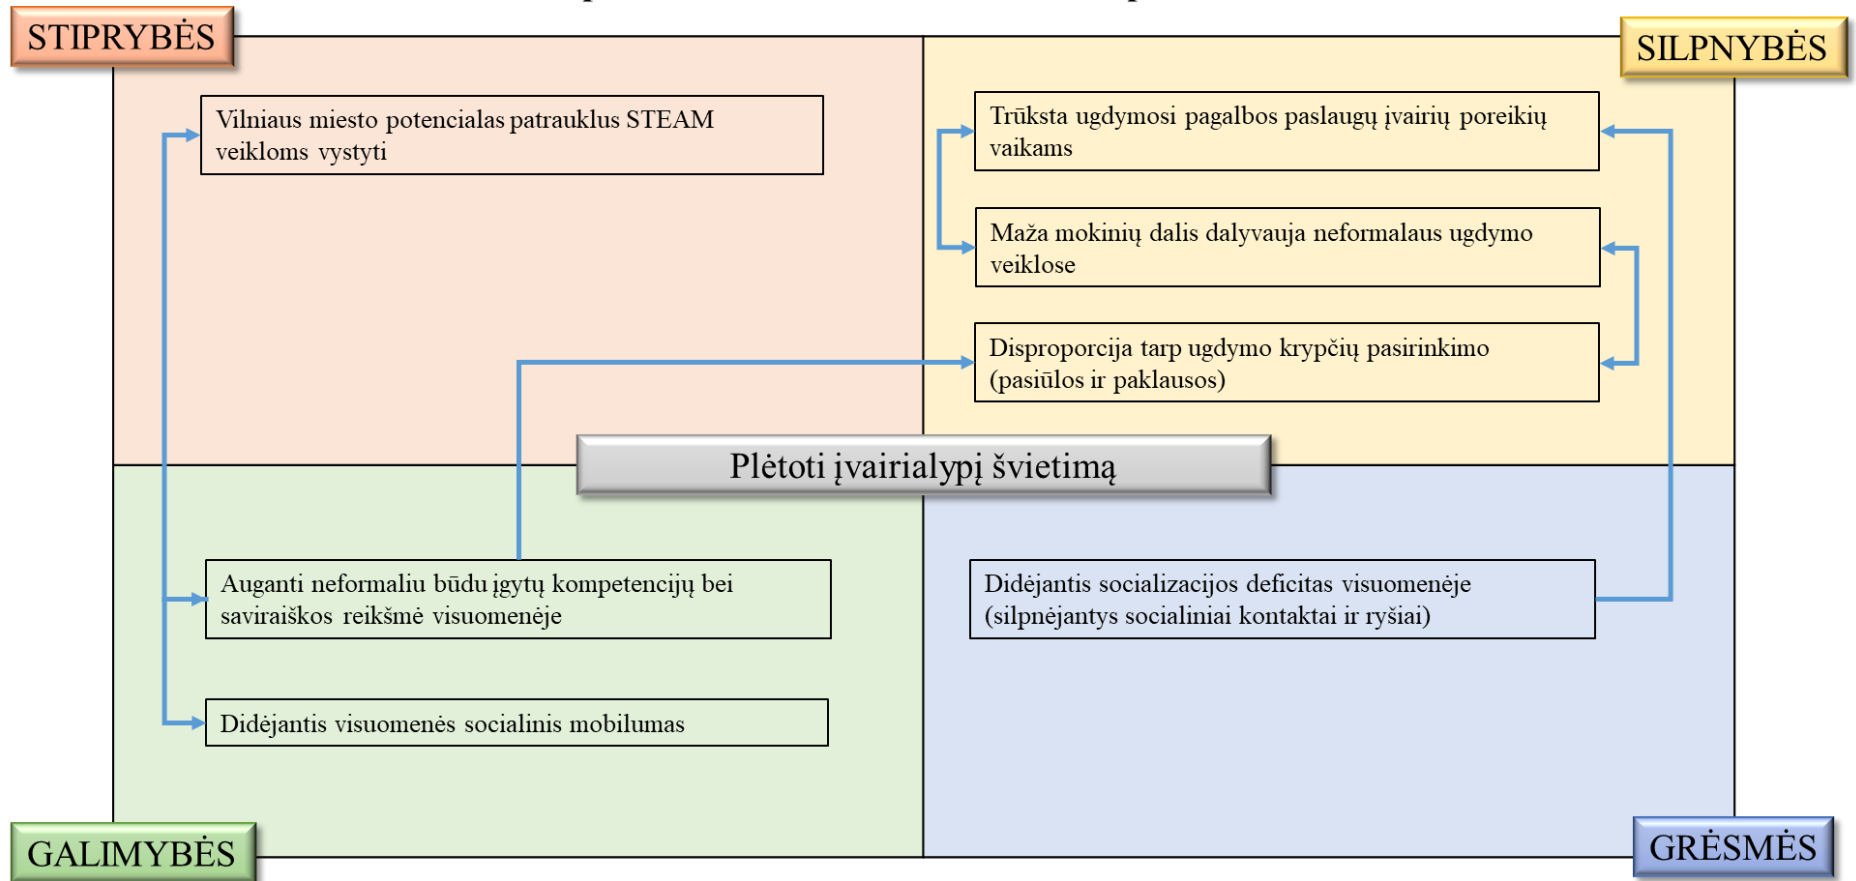 STIPRYBĖS
SILPNYBĖS
Vilniaus miesto potencialas patrauklus STEAM
veikloms vystyti
Trūksta ugdymosi pagalbos paslaugų įvairių poreikių
vaikams
Maža mokinių dalis dalyvauja neformalaus ugdymo
veiklose
Disproporcija tarp ugdymo krypčių pasirinkimo
(pasiūlos ir paklausos)
Plėtoti įvairialypį švietimą
Auganti neformaliu būdu įgytų kompetencijų bei
saviraiškos reikšmė visuomenėje
Didėjantis socializacijos deficitas visuomenėje
(silpnėjantys socialiniai kontaktai ir ryšiai)
Didėjantis visuomenės socialinis mobilumas
GALIMYBĖS
GRĖSMĖS